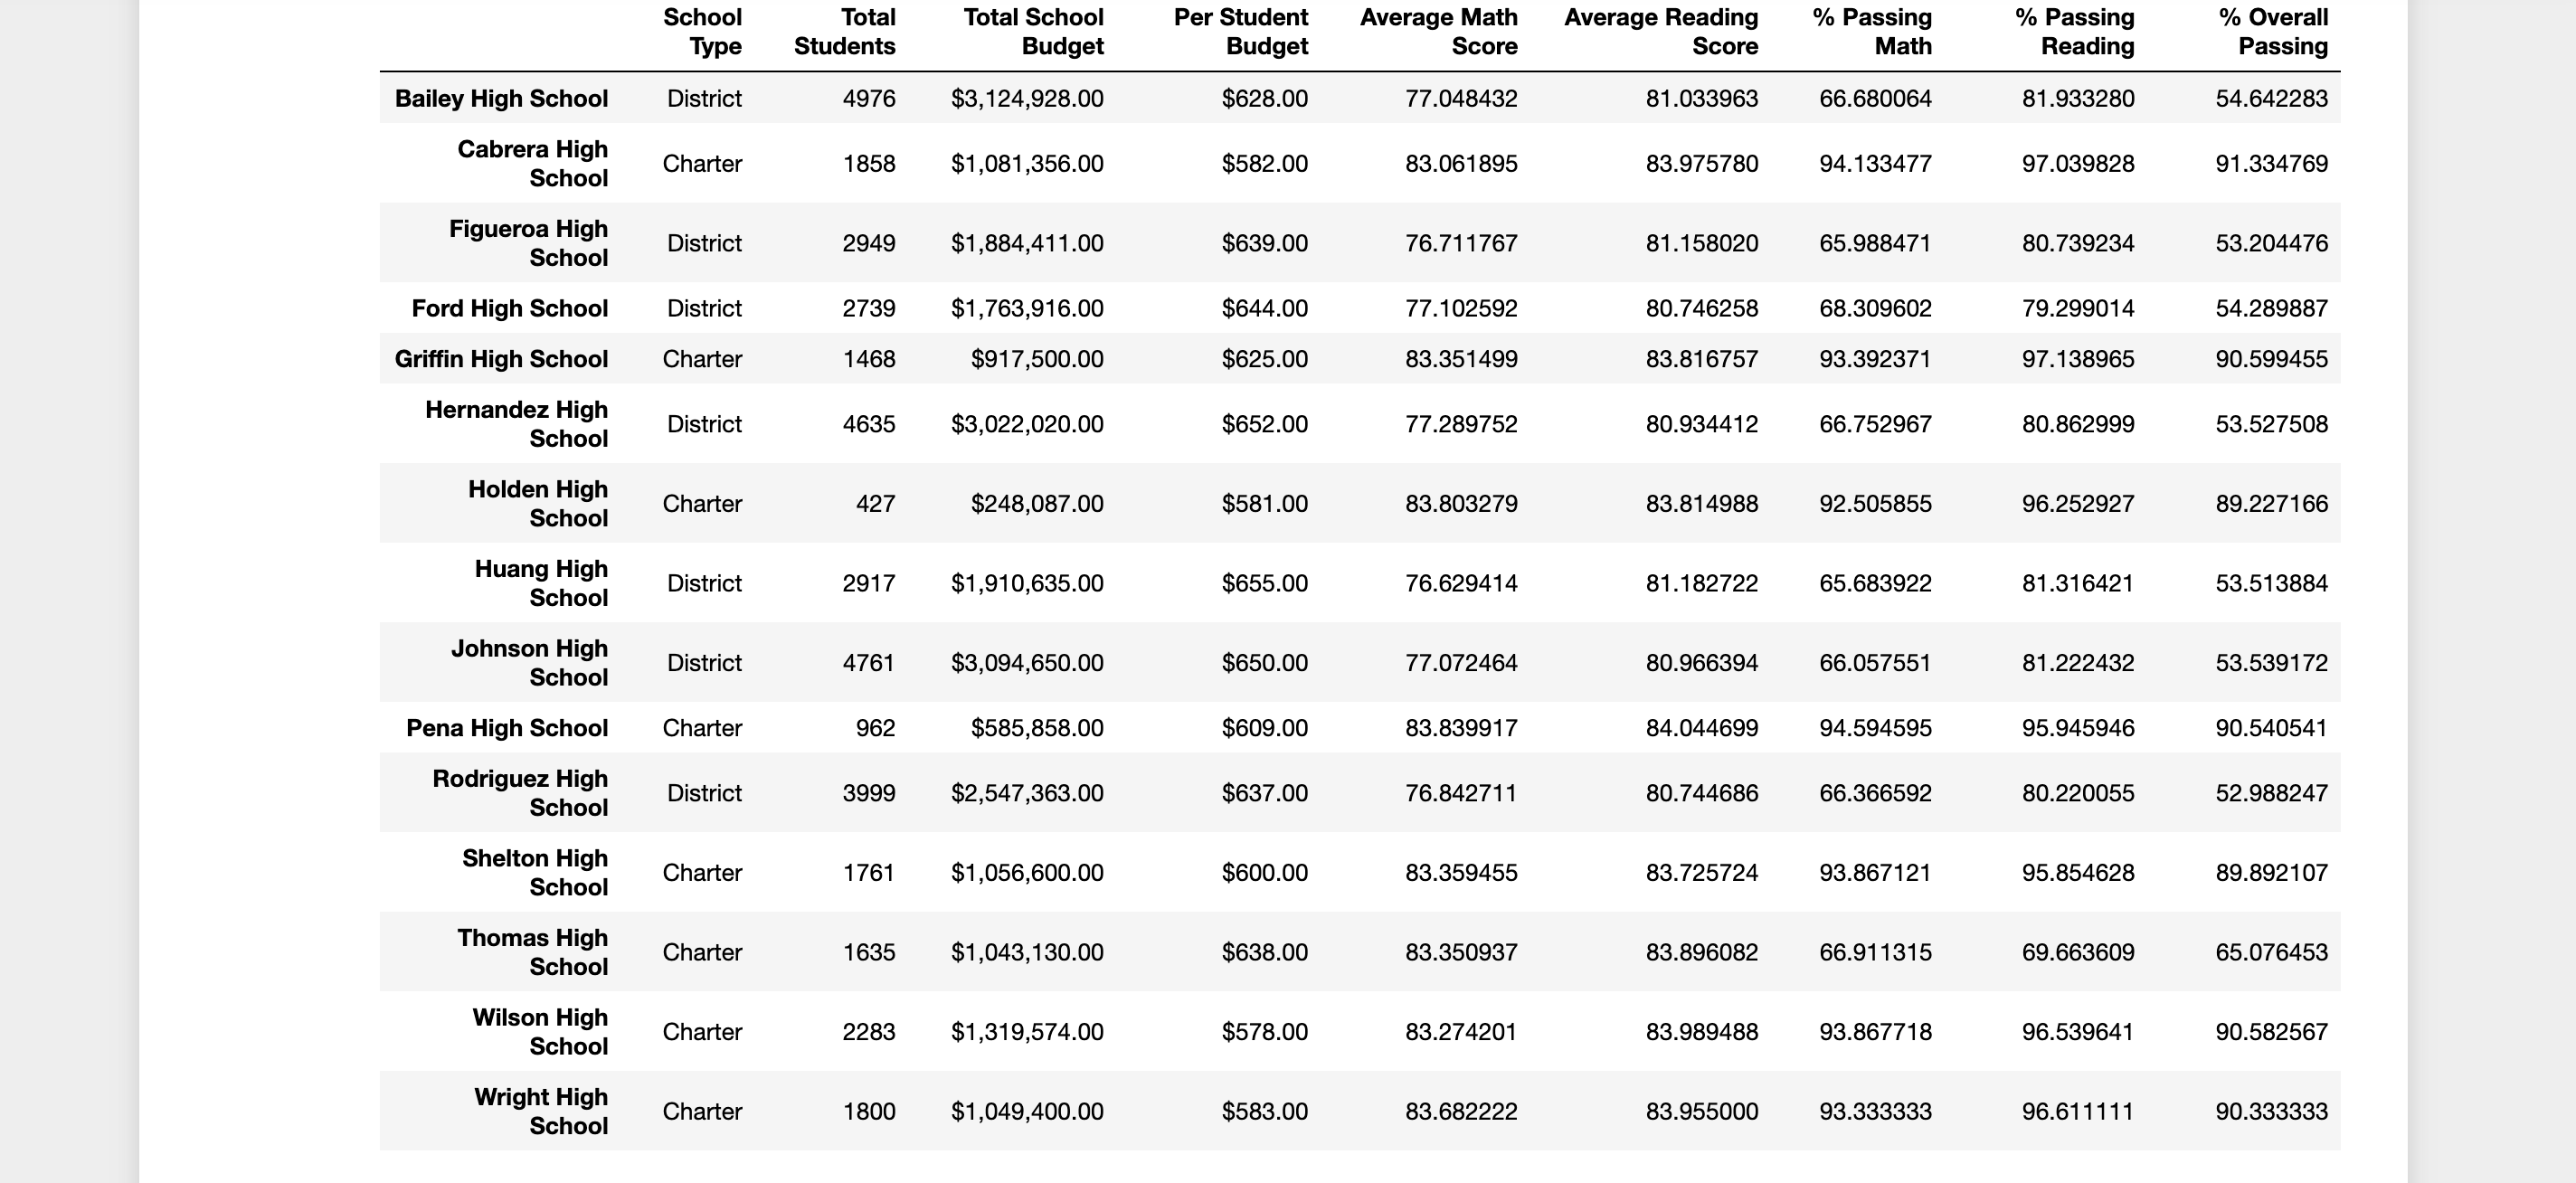 School Type Total Students Total School Budget Per Student Budget Average Math Score Average Reading Score % Passing Math % Passing Reading % Overall Passing
Bailey High School District 4976 $3,124,928.00 $628.00 77.048432 81.033963 66.680064 81.933280 54.642283
Cabrera High School Charter 1858 $1,081,356.00 $582.00 83.061895 83.975780 94.133477 97.039828 91.334769
Figueroa High School District 2949 $1,884,411.00 $639.00 76.711767 81.158020 65.988471 80.739234 53.204476
Ford High School District 2739 $1,763,916.00 $644.00 77.102592 80.746258 68.309602 79.299014 54.289887
Griffin High School Charter 1468 $917,500.00 $625.00 83.351499 83.816757 93.392371 97.138965 90.599455
Hernandez High School District 4635 $3,022,020.00 $652.00 77.289752 80.934412 66.752967 80.862999 53.527508
Holden High School Charter 427 $248,087.00 $581.00 83.803279 83.814988 92.505855 96.252927 89.227166
Huang High School District 2917 $1,910,635.00 $655.00 76.629414 81.182722 65.683922 81.316421 53.513884
Johnson High School District 4761 $3,094,650.00 $650.00 77.072464 80.966394 66.057551 81.222432 53.539172
Pena High School Charter 962 $585,858.00 $609.00 83.839917 84.044699 94.594595 95.945946 90.540541
Rodriguez High School District 3999 $2,547,363.00 $637.00 76.842711 80.744686 66.366592 80.220055 52.988247
Shelton High School Charter 1761 $1,056,600.00 $600.00 83.359455 83.725724 93.867121 95.854628 89.892107
Thomas High School Charter 1635 $1,043,130.00 $638.00 83.350937 83.896082 66.911315 69.663609 65.076453
Wilson High School Charter 2283 $1,319,574.00 $578.00 83.274201 83.989488 93.867718 96.539641 90.582567
Wright High School Charter 1800 $1,049,400.00 $583.00 83.682222 83.955000 93.333333 96.611111 90.333333